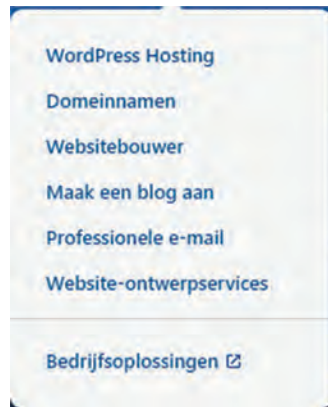 WordPress Hosting
Domeinnamen
Websitebouwer
Maak een blog aan
Professionele e-mail
Website-ontwerpservices
Bedrijfsoplossingen